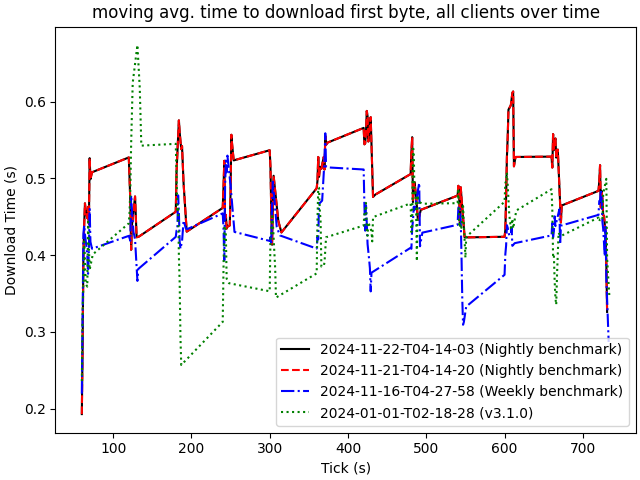 moving avg. time to download first byte, all clients over time
Download Time (s)
0.6
0.5
0.4
0.3
0.2
2024-11-22-T04-14-03 (Nightly benchmark)
2024-11-21-T04-14-20 (Nightly benchmark)
2024-11-16-T04-27-58 (Weekly benchmark)
2024-01-01-T02-18-28 (v3.1.0)
100 200 300 400 500 600 700
Tick (s)